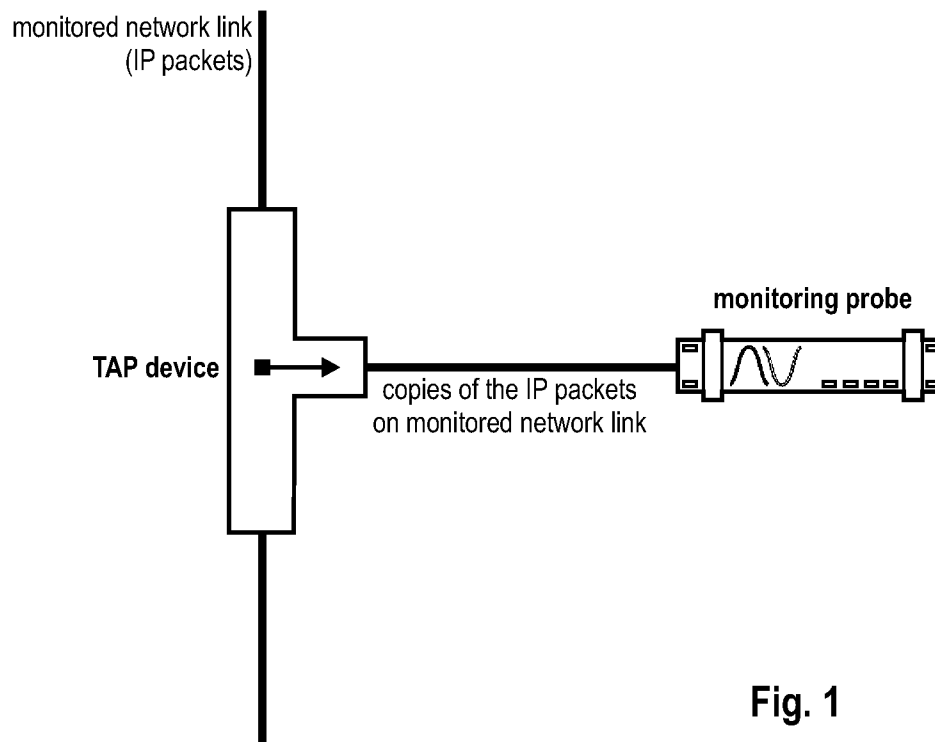 monitored network link
(IP packets)
monitoring probe
TAP device
copies of the IP packets
on monitored network link
Fig. 1